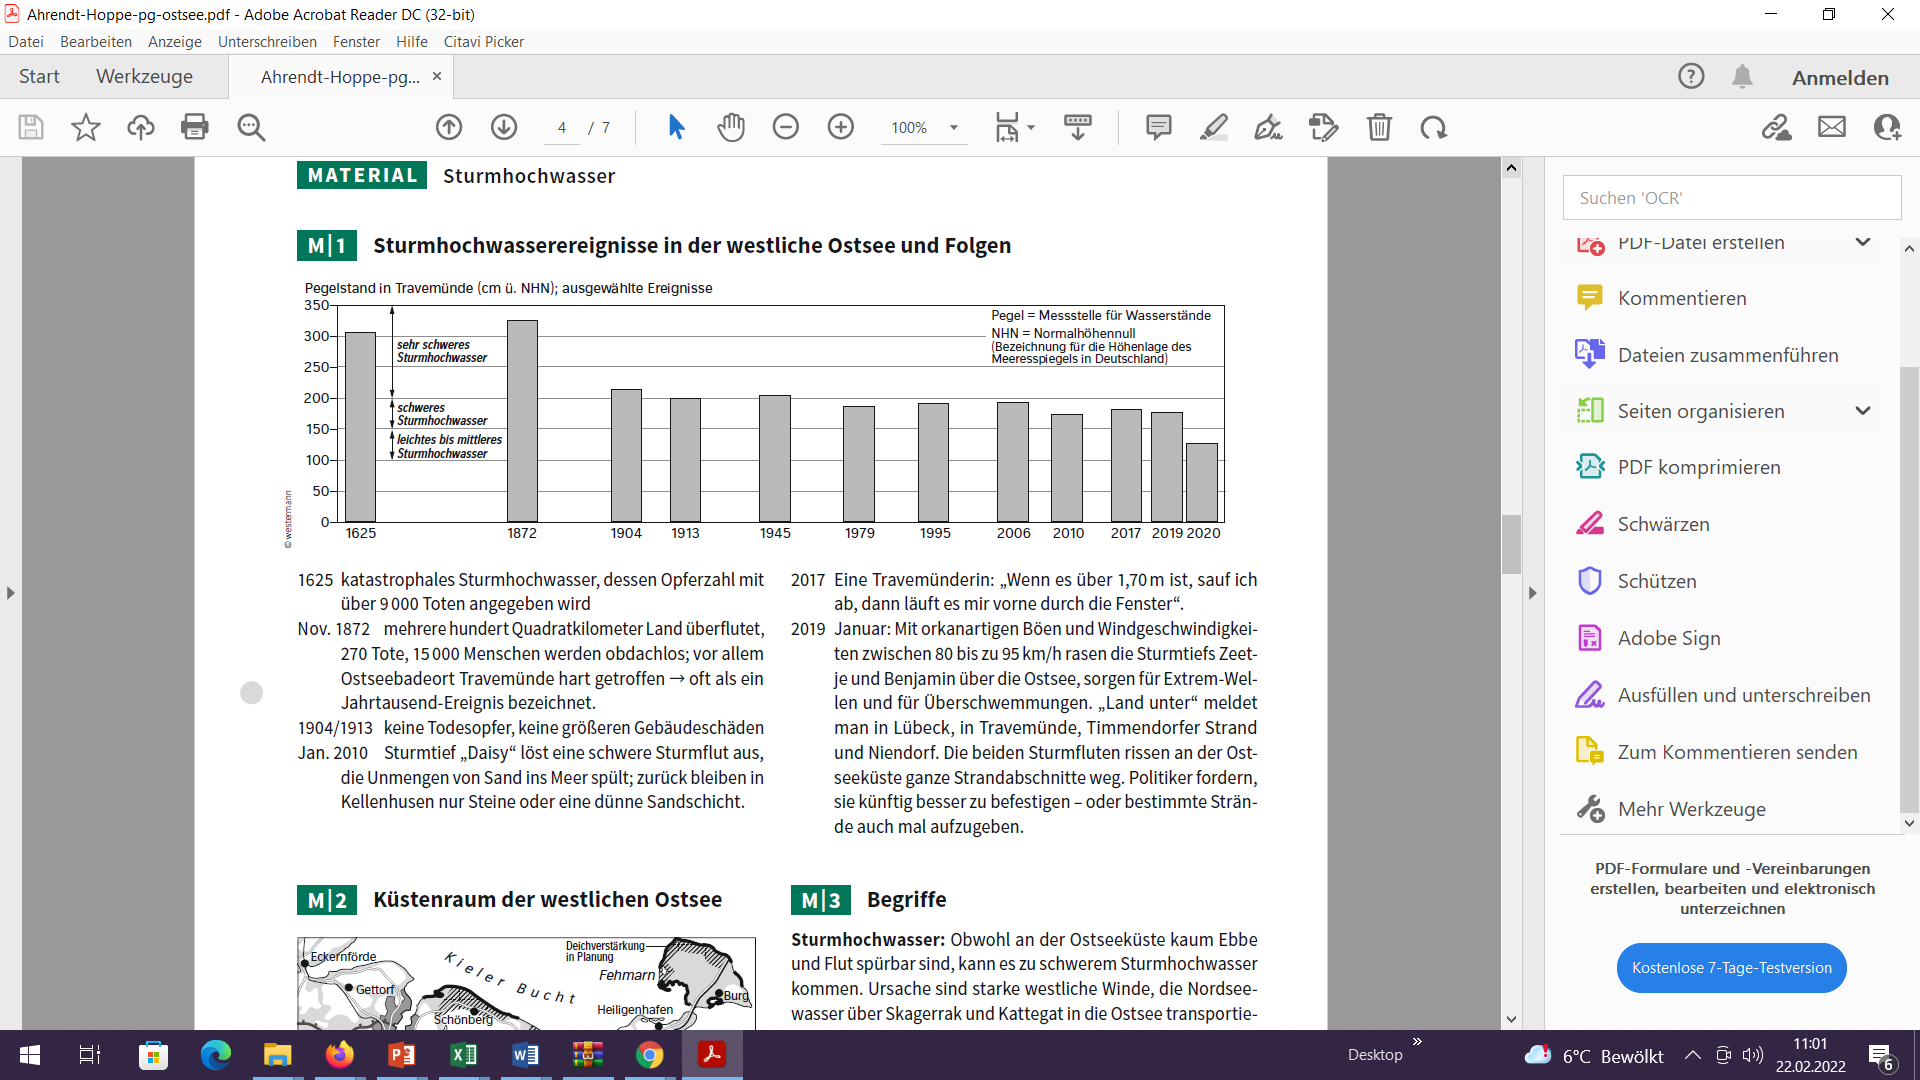 Ahrendt-Hoppe-pg-ostsee.pdf - Adobe Acrobat Reader DC (32-bit)
Datei Bearbeiten Anzeige Unterschreiben Fenster Hilfe Citavi Picker
Start Werkzeuge Ahrendt-Hoppe-pg... × Anmelden
4 / 7 100%
MATERIAL Sturmhochwasser
M|1 Sturmhochwasserereignisse in der westliche Ostsee und Folgen
Pegelstand in Travemünde (cm ü. NHN); ausgewählte Ereignisse
350
300
250
200
150
100
50
0
sehr schweres
Sturmhochwasser
schweres
Sturmhochwasser
leichtes bis mittleres
Sturmhochwasser
Pegel = Messstelle für Wasserstände
NHN = Normalhöhennull
(Bezeichnung für die Höhenlage des
Meeresspiegels in Deutschland)
1625 1872 1904 1913 1945 1979 1995 2006 2010 2017 2019 2020
© westermann
1625 katastrophales Sturmhochwasser, dessen Opferzahl mit
über 9 000 Toten angegeben wird
Nov. 1872 mehrere hundert Quadratkilometer Land überflutet,
270 Tote, 15 000 Menschen werden obdachlos; vor allem
Ostseebadeort Travemünde hart getroffen → oft als ein
Jahrtausend-Ereignis bezeichnet.
1904/1913 keine Todesopfer, keine größeren Gebäudeschäden
Jan. 2010 Sturmtief „Daisy“ löst eine schwere Sturmflut aus,
die Unmengen von Sand ins Meer spült; zurück bleiben in
Kellenhusen nur Steine oder eine dünne Sandschicht.
2017 Eine Travemünderin: „Wenn es über 1,70 m ist, sauf ich
ab, dann läuft es mir vorne durch die Fenster“.
2019 Januar: Mit orkanartigen Böen und Windgeschwindigkei-
ten zwischen 80 bis zu 95 km/h rasen die Sturmtiefs Zeet-
je und Benjamin über die Ostsee, sorgen für Extrem-Wel-
len und für Überschwemmungen. „Land unter“ meldet
man in Lübeck, in Travemünde, Timmendorfer Strand
und Niendorf. Die beiden Sturmfluten rissen an der Ost-
seeküste ganze Strandabschnitte weg. Politiker fordern,
sie künftig besser zu befestigen – oder bestimmte Strän-
de auch mal aufzugeben.
M|2 Küstenraum der westlichen Ostsee
Eckernförde
Gettorf
Kieler Bucht
Schönberg
Deichverstärkung
in Planung
Fehmarn
Burg
Heiligenhafen
M|3 Begriffe
Sturmhochwasser: Obwohl an der Ostseeküste kaum Ebbe
und Flut spürbar sind, kann es zu schwerem Sturmhochwasser
kommen. Ursache sind starke westliche Winde, die Nordsee-
wasser über Skagerrak und Kattegat in die Ostsee transportie-
Suchen 'OCR'
PDF-Datei erstellen
Kommentieren
Dateien zusammenführen
Seiten organisieren
PDF komprimieren
Schwärzen
Schützen
Adobe Sign
Ausfüllen und unterschreiben
Zum Kommentieren senden
Mehr Werkzeuge
PDF-Formulare und -Vereinbarungen
erstellen, bearbeiten und elektronisch
unterzeichnen
Kostenlose 7-Tage-Testversion
Desktop » 6°C Bewölkt
11:01
22.02.2022
6